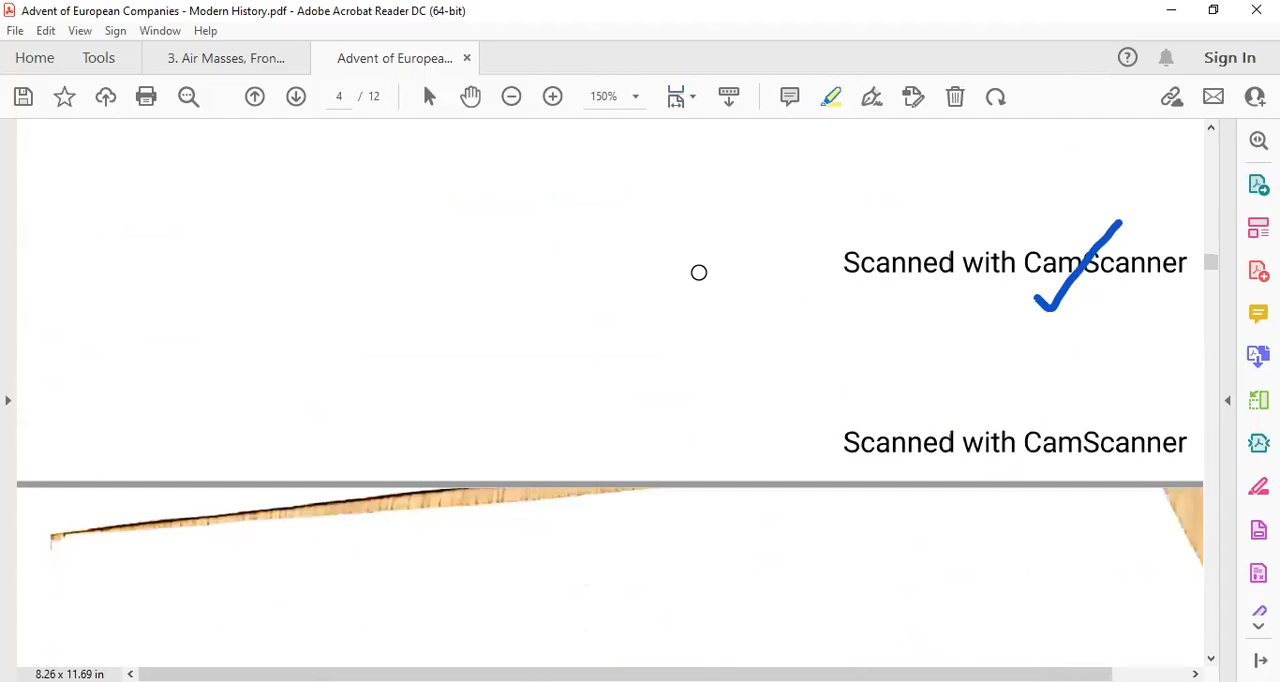 Advent of European Companies - Modern History.pdf - Adobe Acrobat Reader DC (64-bit)
File Edit View Sign Window Help
Home Tools 3. Air Masses, Fron... Advent of Europea... × Sign In
4 / 12 150%
Scanned with CamScanner
Scanned with CamScanner
8.26 x 11.69 in